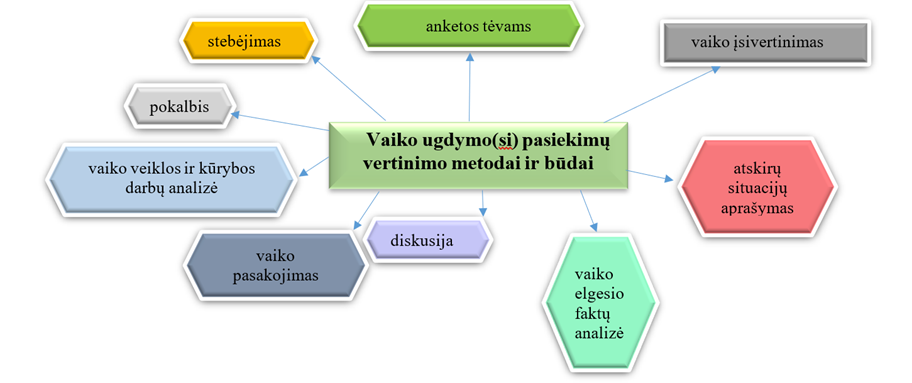 anketos tėvams
stebėjimas
vaiko įsivertinimas
pokalbis
Vaiko ugdymo(si) pasiekimų
vertinimo metodai ir būdai
vaiko veiklos ir kūrybos
darbų analizė
atskirų
situacijų
aprašymas
diskusija
vaiko
pasakojimas
vaiko
elgesio
faktų
analizė